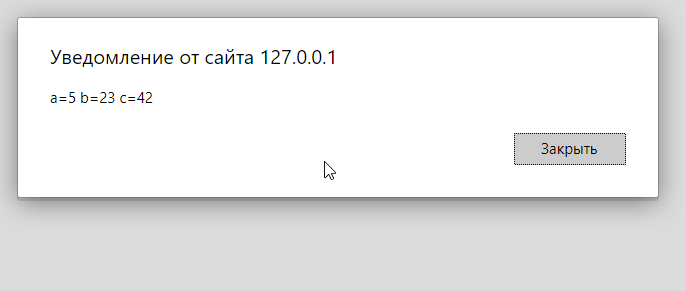 Уведомление от сайта 127.0.0.1
a=5 b=23 c=42
Закрыть